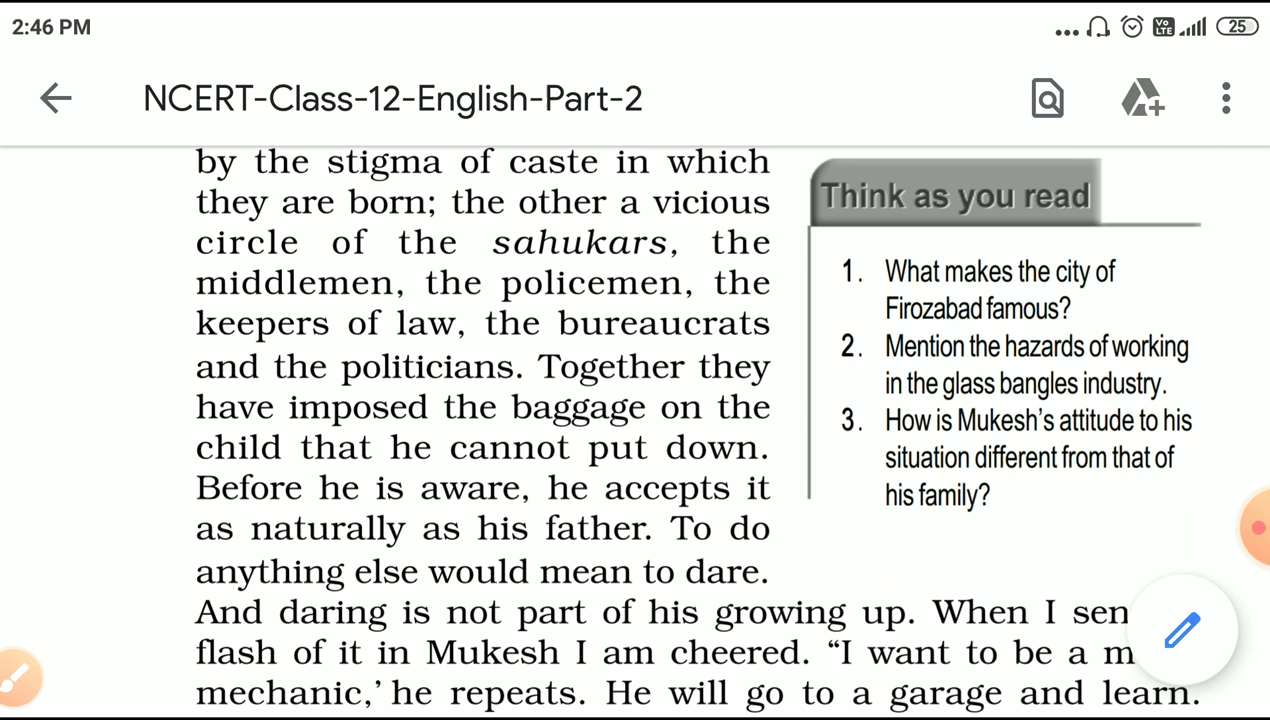 2:46 PM
25
NCERT-Class-12-English-Part-2
by the stigma of caste in which
they are born; the other a vicious
circle of the sahukars, the
middlemen, the policemen, the
keepers of law, the bureaucrats
and the politicians. Together they
have imposed the baggage on the
child that he cannot put down.
Before he is aware, he accepts it
as naturally as his father. To do
anything else would mean to dare.
And daring is not part of his growing up. When I sen
flash of it in Mukesh I am cheered. “I want to be a m
mechanic,’ he repeats. He will go to a garage and learn.
Think as you read
1. What makes the city of
Firozabad famous?
2. Mention the hazards of working
in the glass bangles industry.
3. How is Mukesh’s attitude to his
situation different from that of
his family?